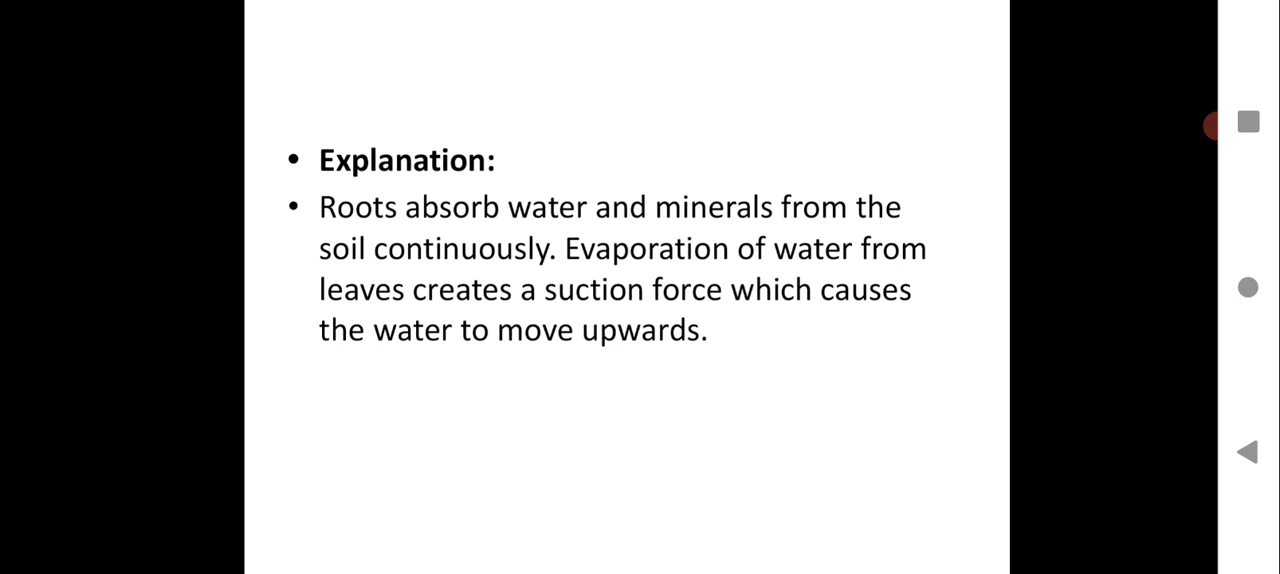 • Explanation:
• Roots absorb water and minerals from the
soil continuously. Evaporation of water from
leaves creates a suction force which causes
the water to move upwards.